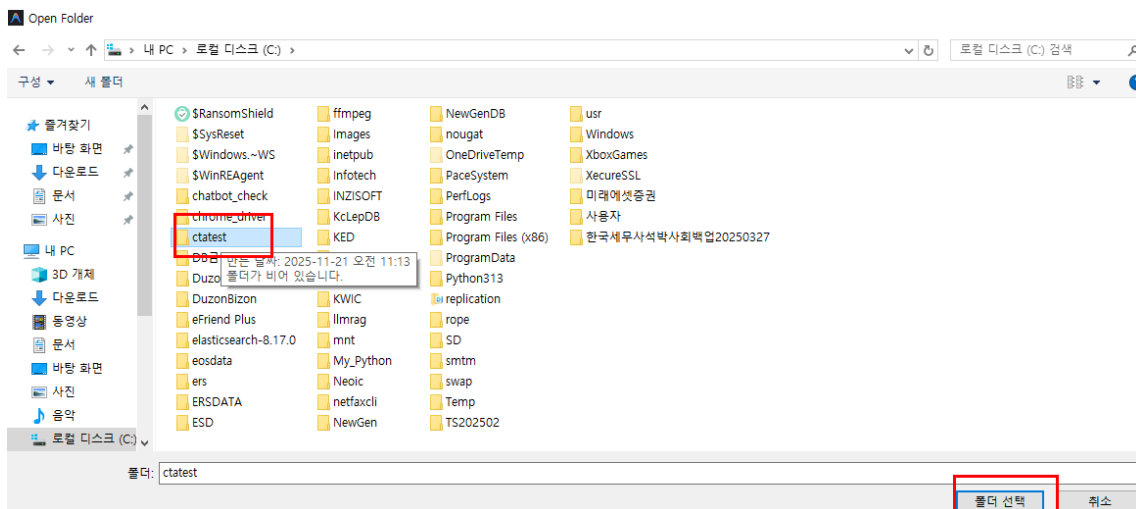 Open Folder
내 PC > 로컬 디스크 (C:) >
로컬 디스크 (C:) 검색
구성
새 폴더
즐겨찾기
바탕 화면
다운로드
문서
사진
내 PC
3D 개체
다운로드
동영상
문서
바탕 화면
사진
음악
로컬 디스크 (C:)
$RansomShield
$SysReset
$Windows.~WS
$WinREAgent
chatbot_check
chrome_driver
ctatest
DB금
Duzo
DuzonBizon
eFriend Plus
elasticsearch-8.17.0
eosdata
ers
ERSDATA
ESD
만든 날짜: 2025-11-21 오전 11:13
폴더가 비어 있습니다.
ffmpeg
Images
inetpub
Infotech
INZISOFT
KcLepDB
KED
KWIC
llmrag
mnt
My_Python
Neoic
netfaxcli
NewGen
NewGenDB
nougat
OneDriveTemp
PaceSystem
PerfLogs
Program Files
Program Files (x86)
ProgramData
Python313
replication
rope
SD
smtm
swap
Temp
TS202502
usr
Windows
XboxGames
XecureSSL
미래에셋증권
사용자
한국세무사석박사회백업20250327
폴더: ctatest
폴더 선택
취소